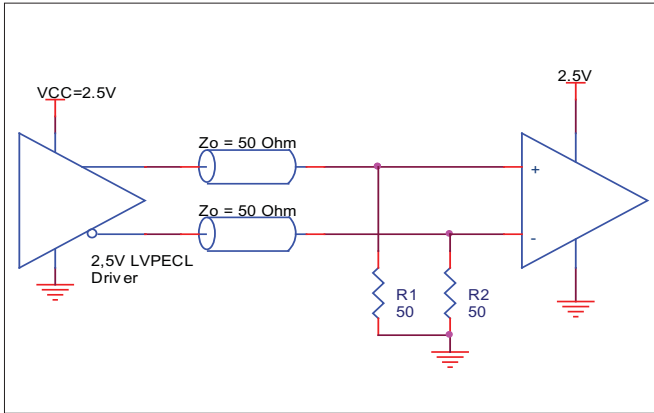 VCC=2.5V
2.5V
Zo = 50 Ohm
+
Zo = 50 Ohm
-
2,5V LVPECL
Driver
R1
50
R2
50